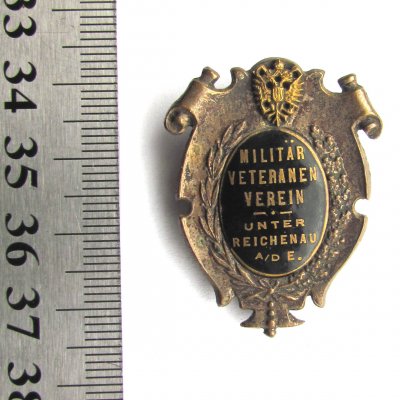 33
34
35
36
37
38
MILITÄR
VETERANEN
VEREIN
UNTER
REICHENAU
A/D E.